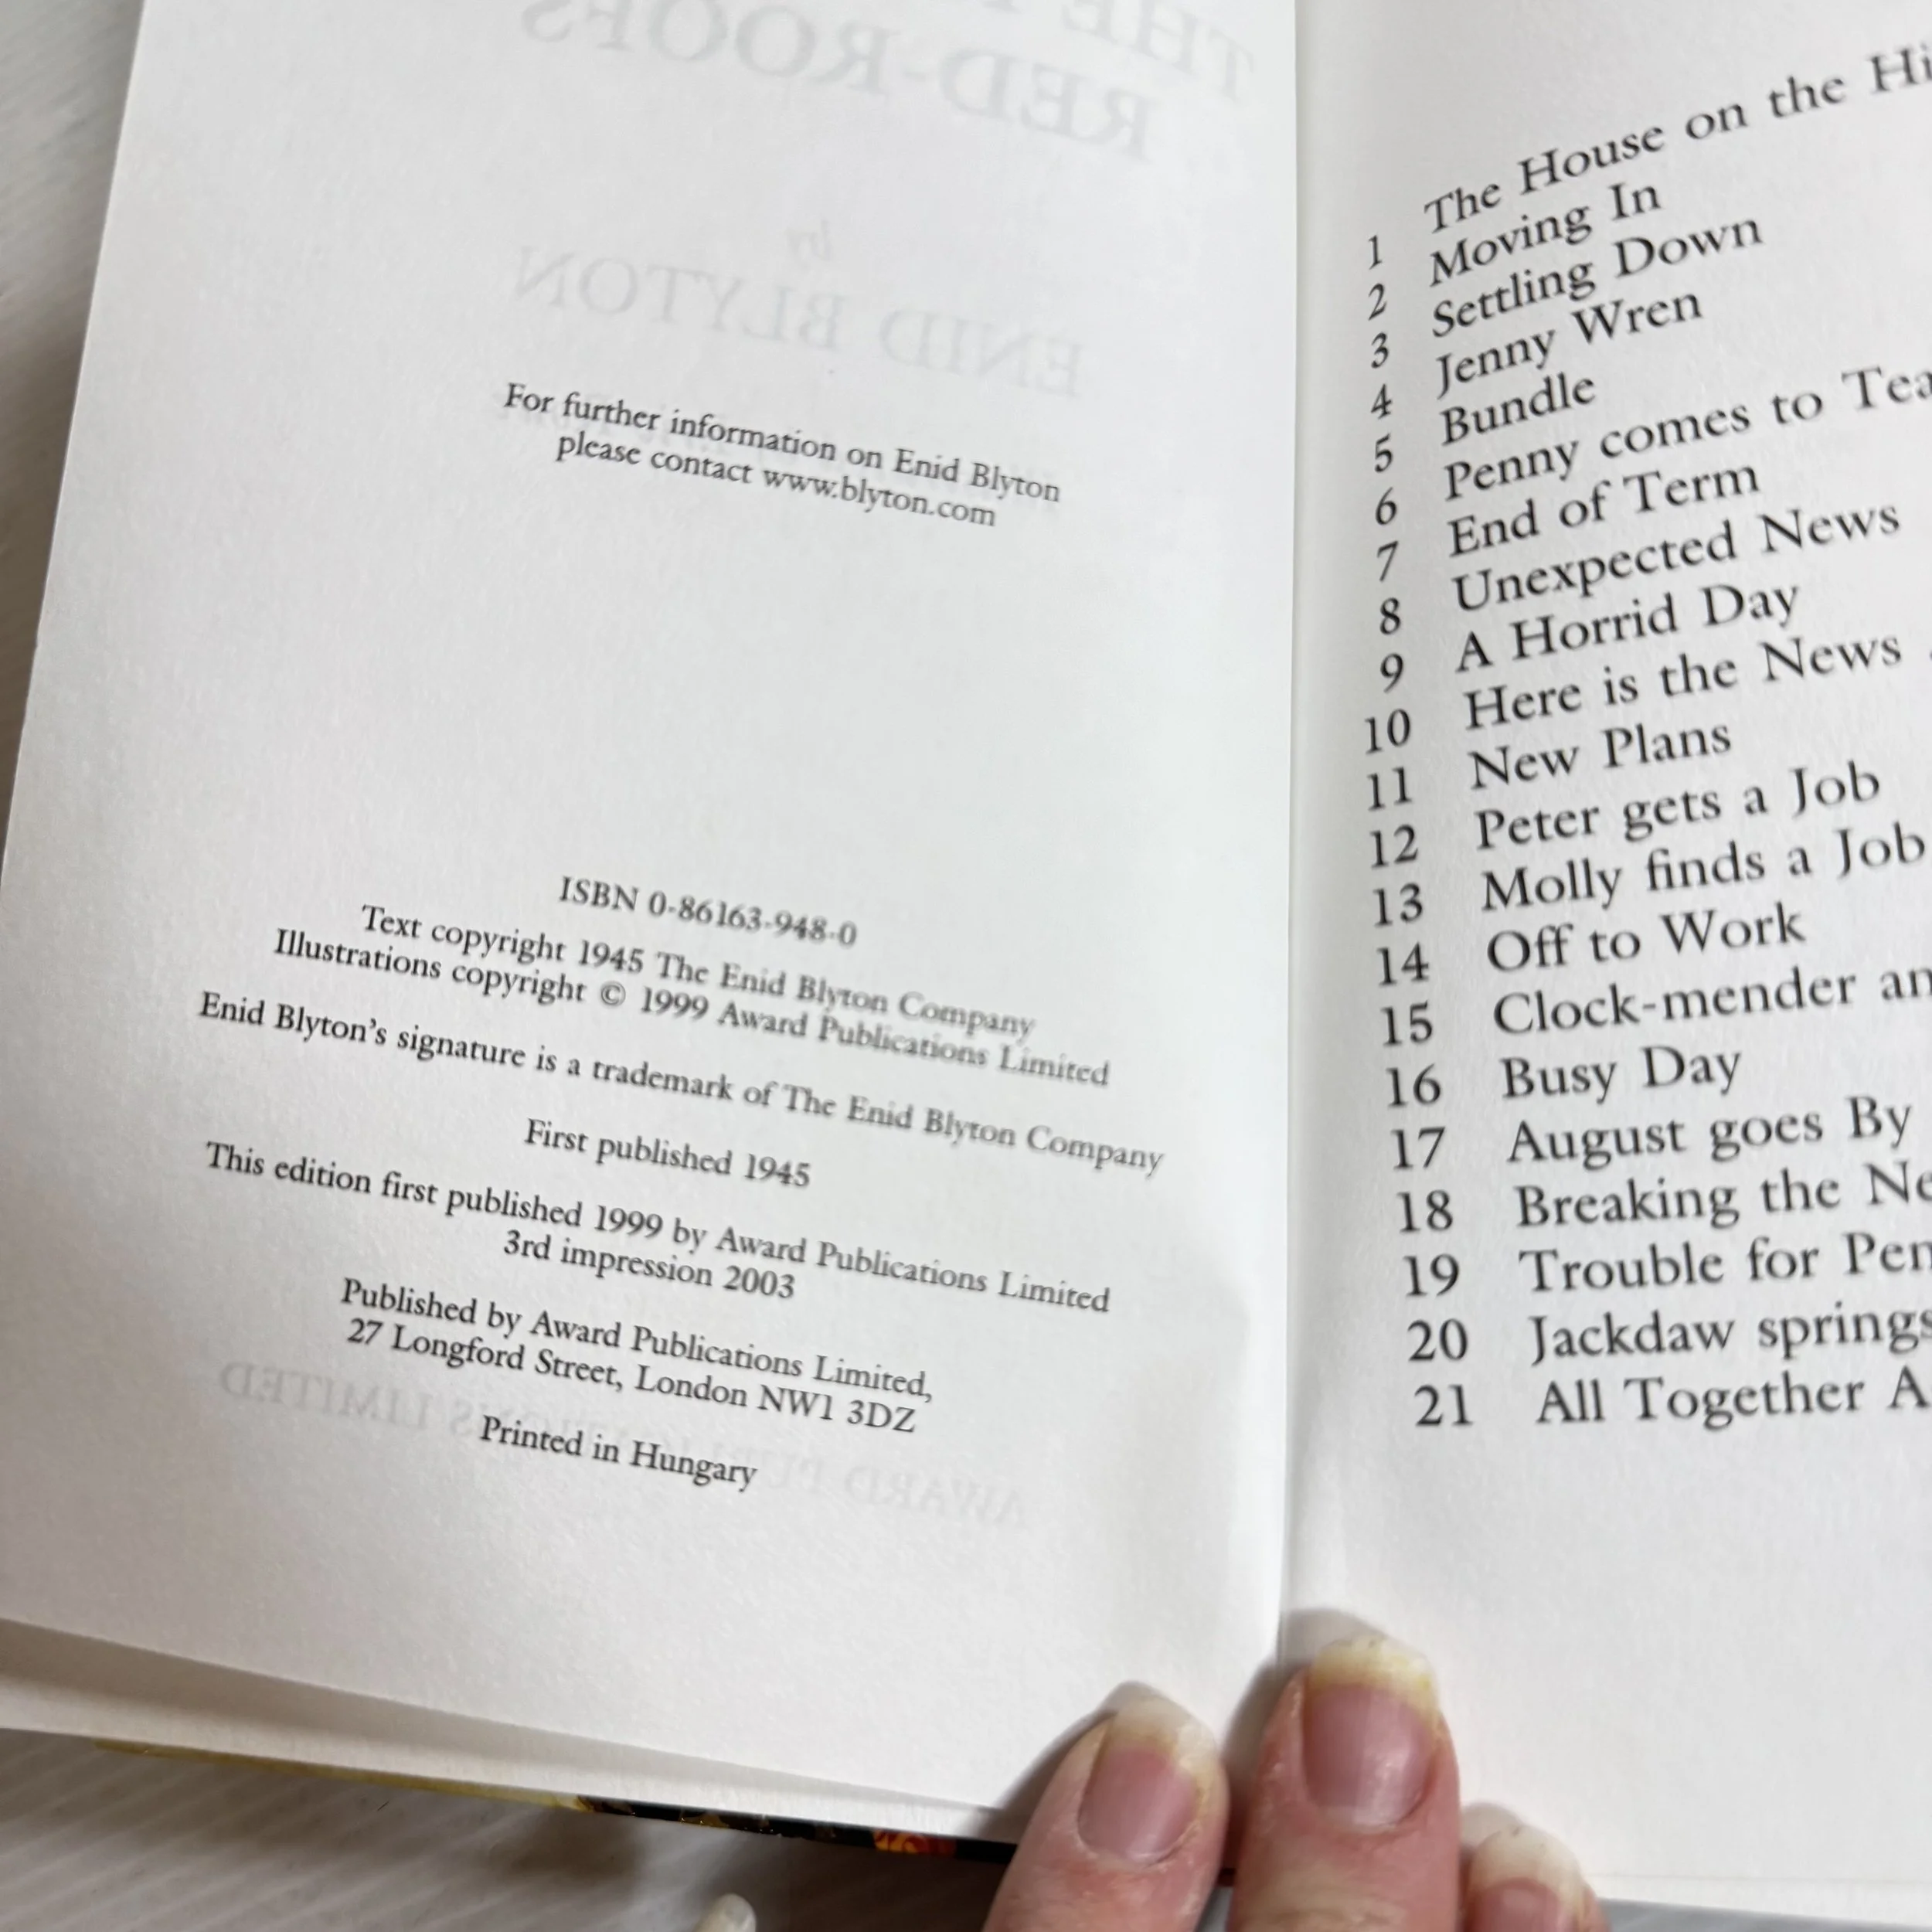 For further information on Enid Blyton
please contact www.blyton.com
ISBN 0-86163-948-0
Text copyright 1945 The Enid Blyton Company
Illustrations copyright © 1999 Award Publications Limited
Enid Blyton's signature is a trademark of The Enid Blyton Company
First published 1945
This edition first published 1999 by Award Publications Limited
3rd impression 2003
Published by Award Publications Limited,
27 Longford Street, London NW1 3DZ
Printed in Hungary
1 The House on the
2 Moving In
3 Settling Down
4 Jenny Wren
5 Bundle
6 Penny comes to Tea
7 End of Term
8 Unexpected News
9 A Horrid Day
10 Here is the News
11 New Plans
12 Peter gets a Job
13 Molly finds a Job
14 Off to Work
15 Clock-mender
16 Busy Day
17 August goes By
18 Breaking the
19 Trouble for
20 Jackdaw springs
21 All Together